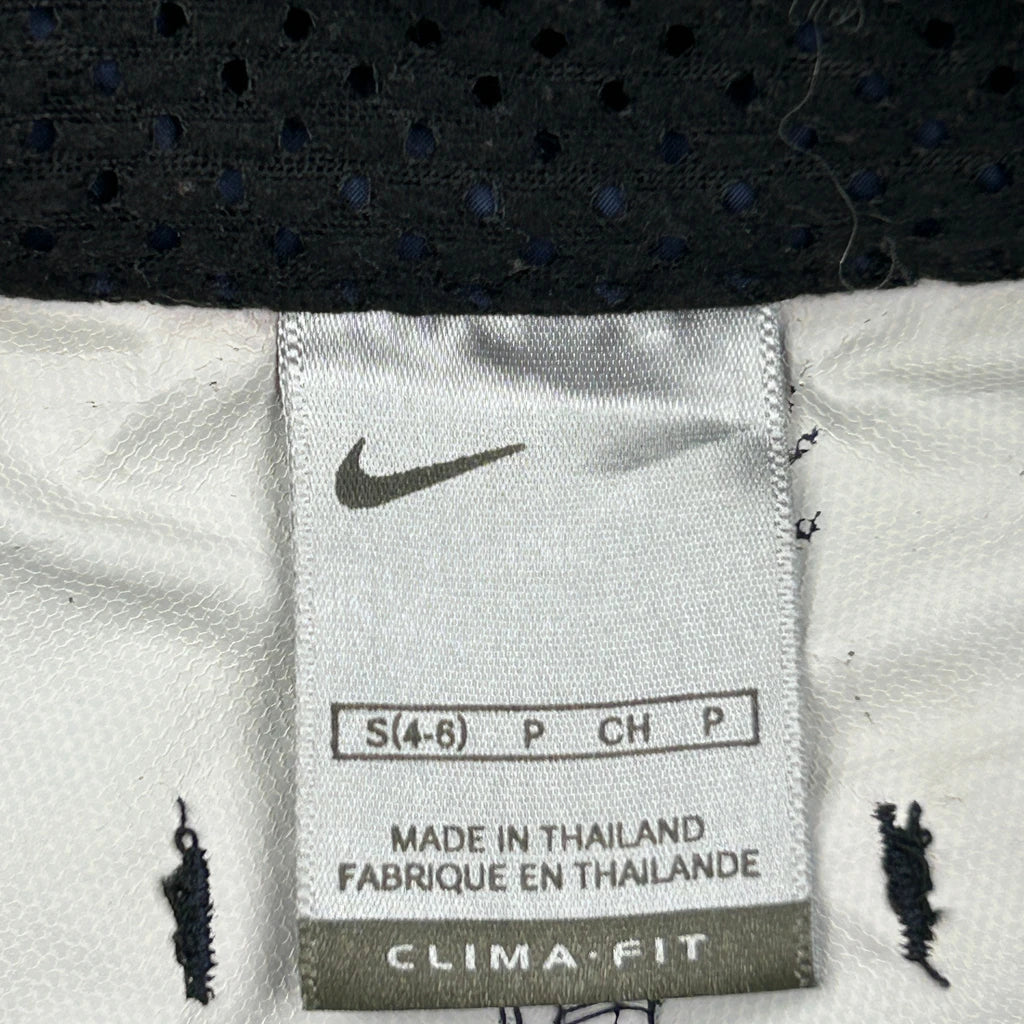 S(4-6) P CH P
MADE IN THAILAND
FABRIQUE EN THAILANDE
CLIMA·FIT